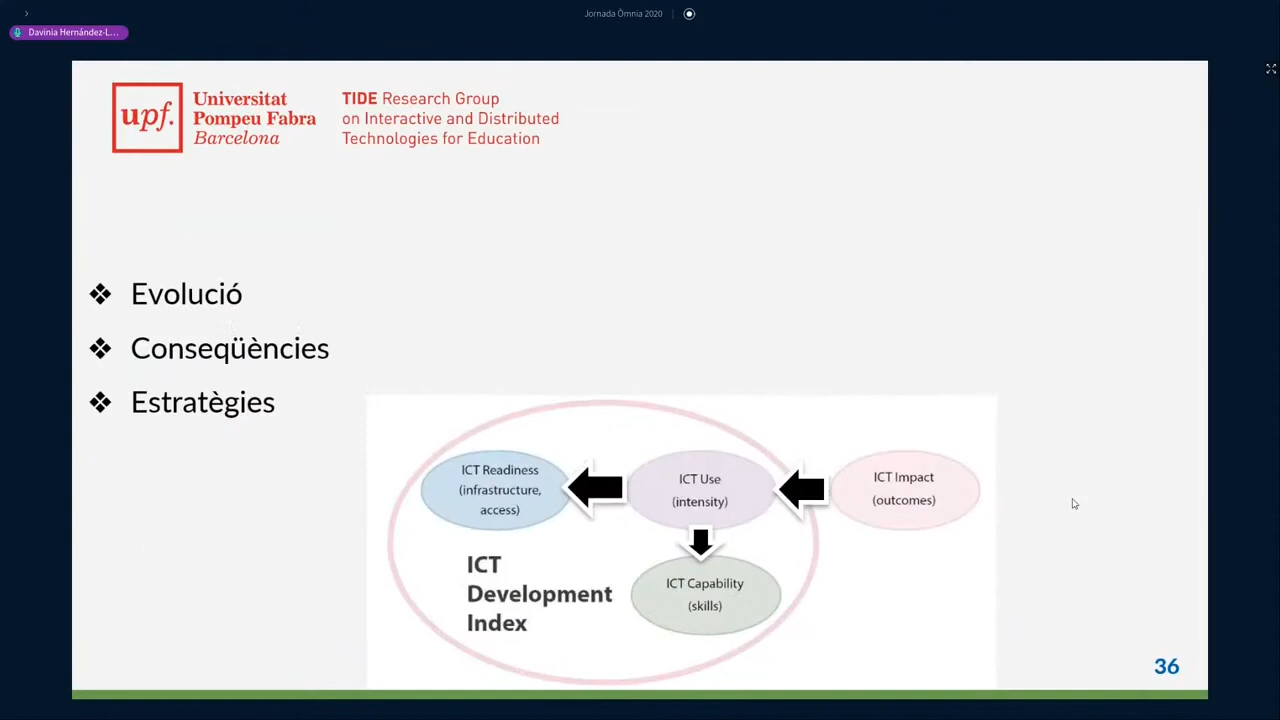 Jornada Òmnia 2020
Davinia Hernández-L...
upf.
Universitat
Pompeu Fabra
Barcelona
TIDE Research Group
on Interactive and Distributed
Technologies for Education
Evolució
Conseqüències
Estratègies
ICT Readiness
(infrastructure,
access)
ICT Use
(intensity)
ICT Impact
(outcomes)
ICT
Development
Index
ICT Capability
(skills)
36